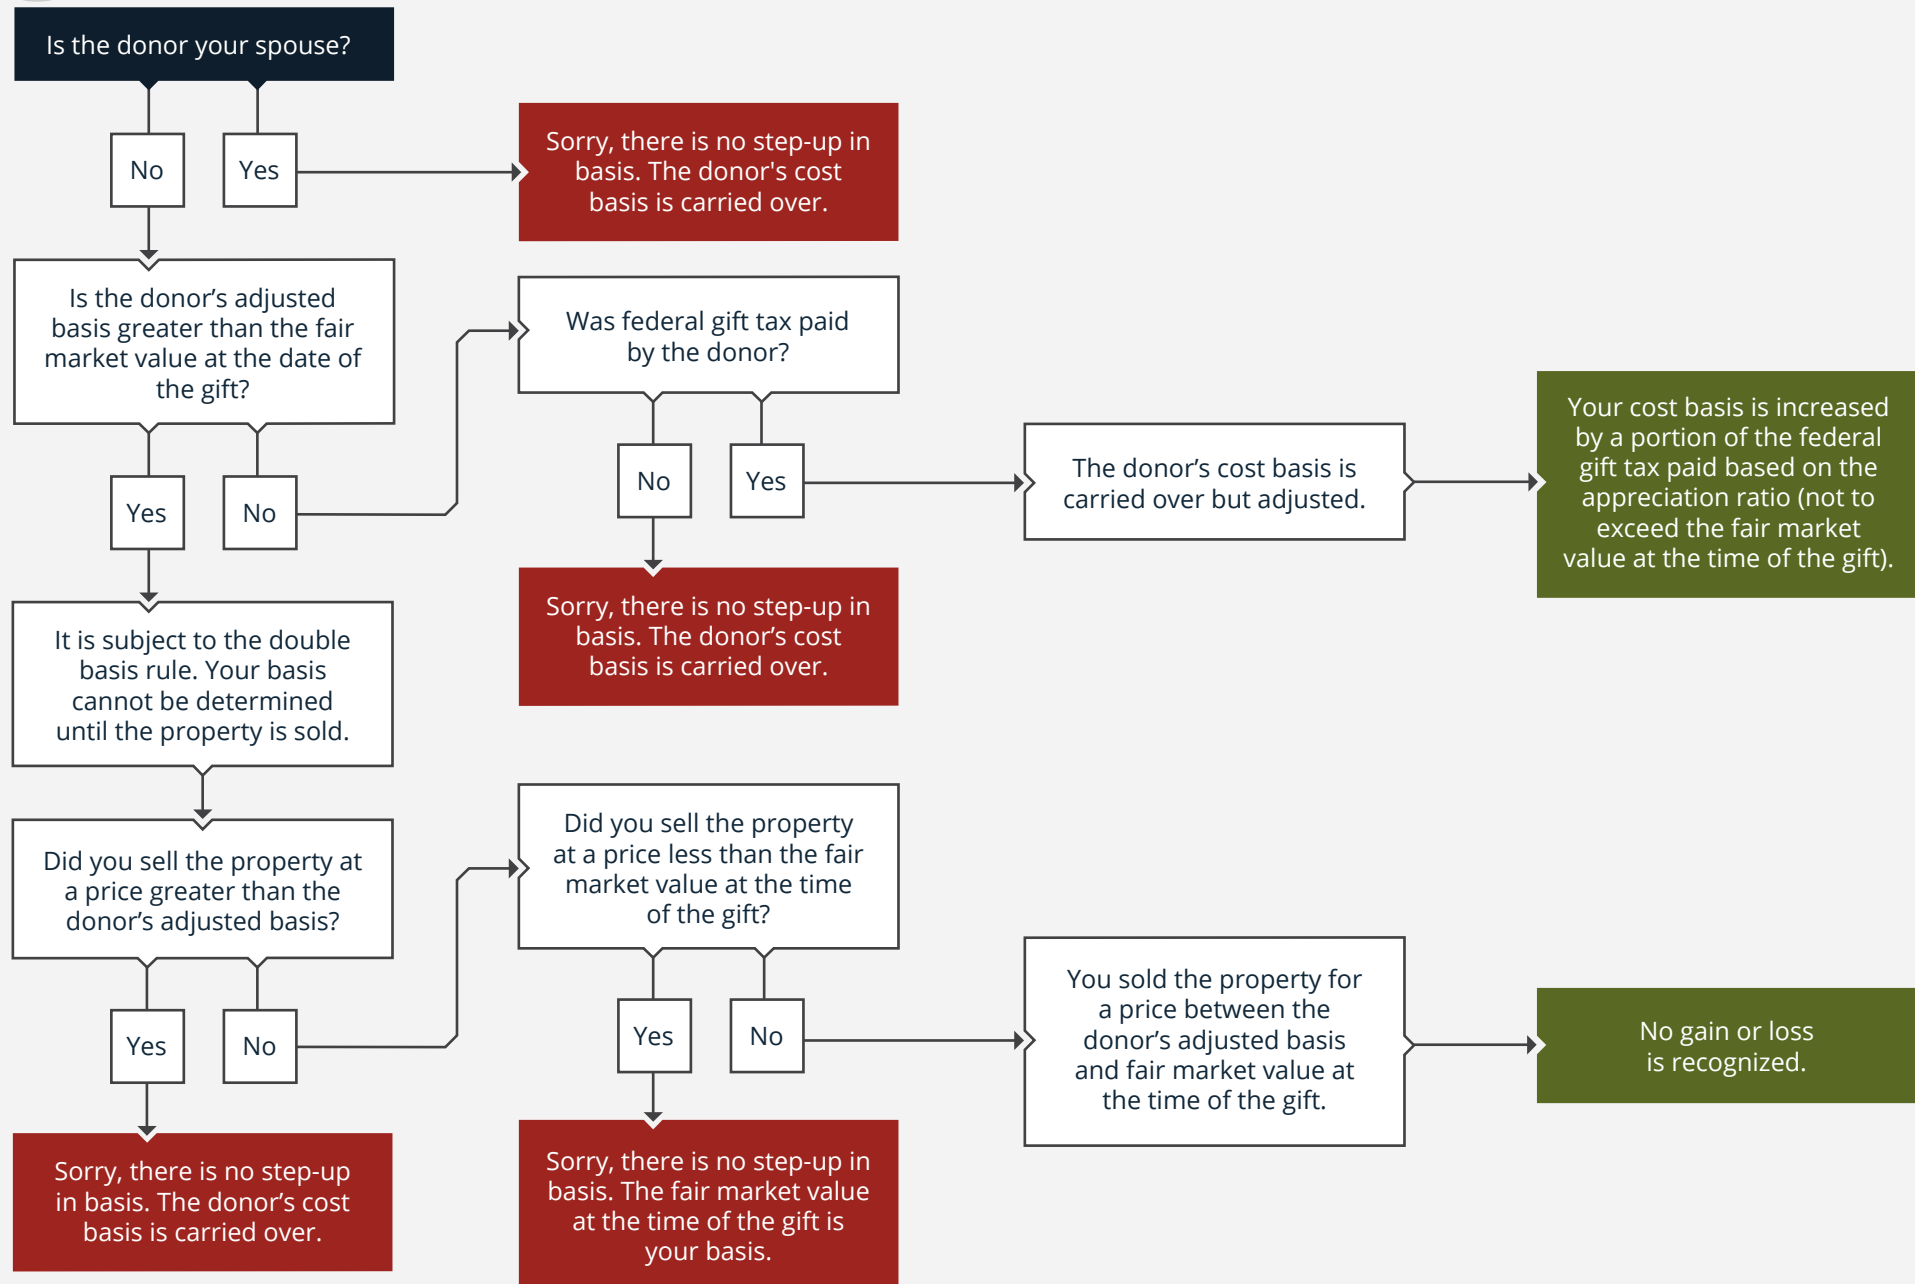 Is the donor your spouse?
No
Yes
Sorry, there is no step-up in
basis. The donor's cost
basis is carried over.
Is the donor’s adjusted
basis greater than the fair
market value at the date of
the gift?
Yes
No
Was federal gift tax paid
by the donor?
No
Yes
The donor’s cost basis is
carried over but adjusted.
Your cost basis is increased
by a portion of the federal
gift tax paid based on the
appreciation ratio (not to
exceed the fair market
value at the time of the gift).
Sorry, there is no step-up in
basis. The donor’s cost
basis is carried over.
It is subject to the double
basis rule. Your basis
cannot be determined
until the property is sold.
Did you sell the property at
a price greater than the
donor’s adjusted basis?
Yes
No
Did you sell the property
at a price less than the fair
market value at the time
of the gift?
Yes
No
You sold the property for
a price between the
donor’s adjusted basis
and fair market value at
the time of the gift.
No gain or loss
is recognized.
Sorry, there is no step-up
in basis. The donor’s cost
basis is carried over.
Sorry, there is no step-up in
basis. The fair market value
at the time of the gift is
your basis.